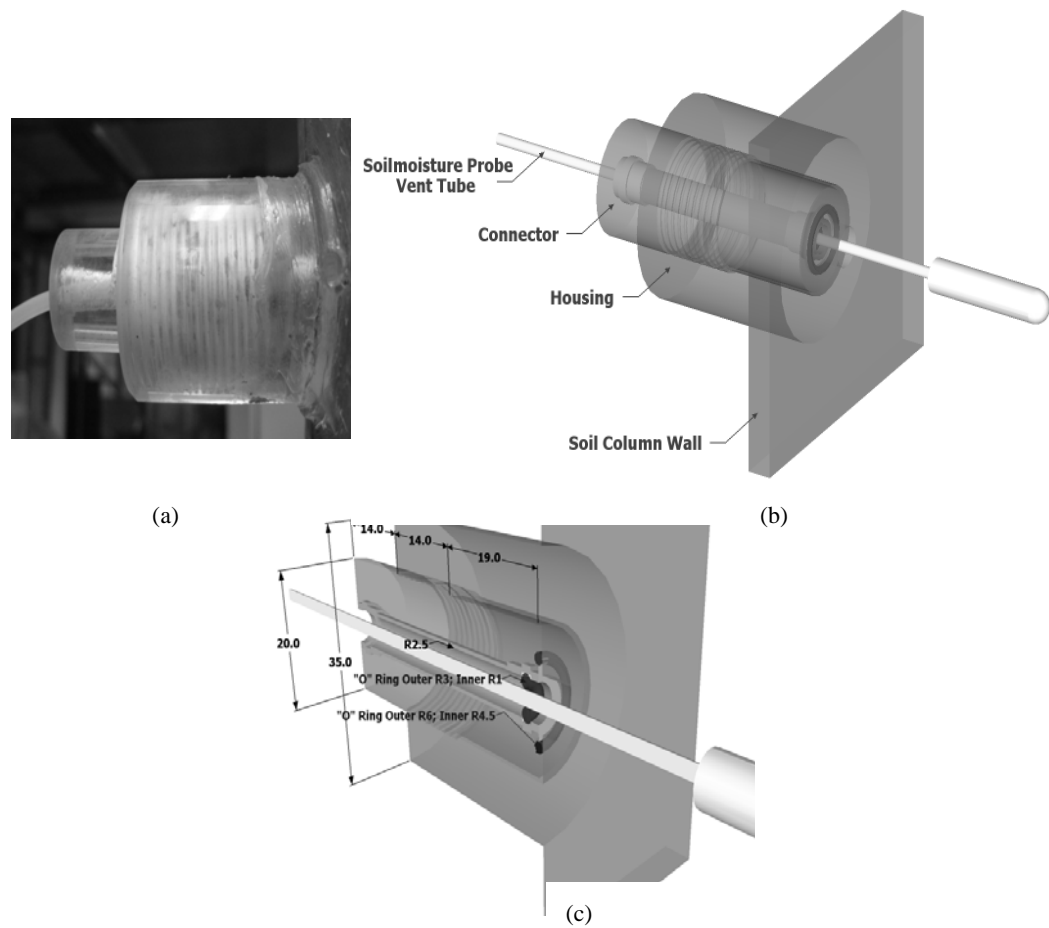 Soilmoisture Probe
Vent Tube
Connector
Housing
Soil Column Wall
(a)
(b)
14.0
14.0
19.0
20.0
35.0
R2.5
"O" Ring Outer R3; Inner R1
"O" Ring Outer R6; Inner R4.5
(c)